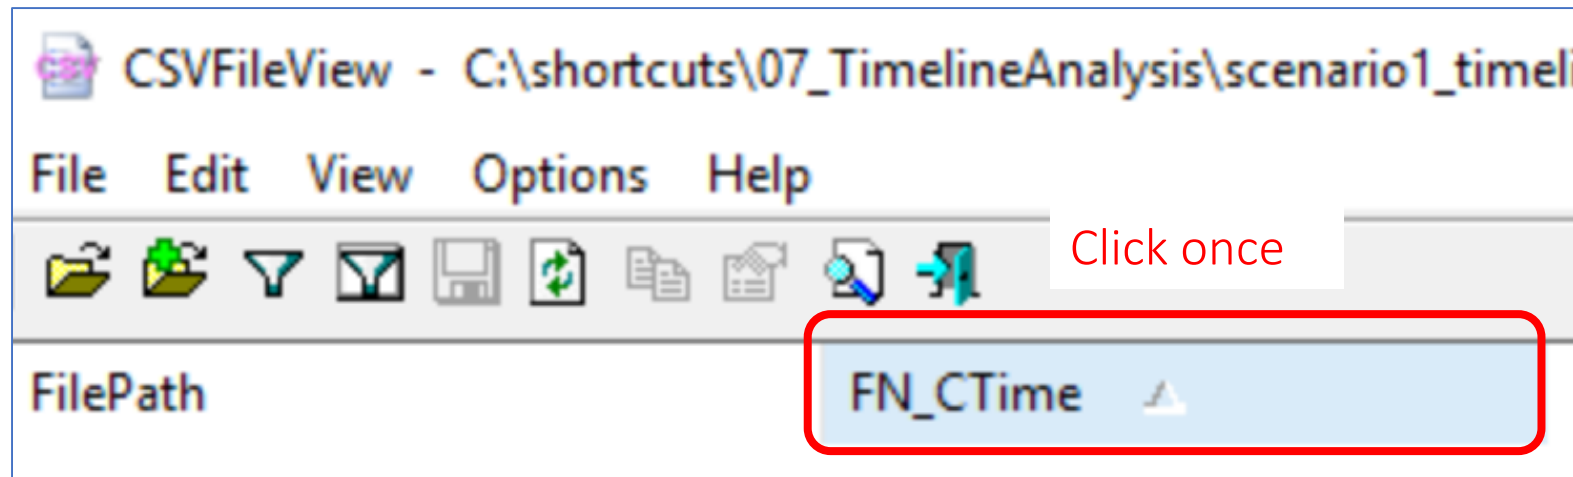 CSVFileView - C:\shortcuts\07_TimelineAnalysis\scenario1_timeli
File Edit View Options Help
Click once
FilePath FN_CTime